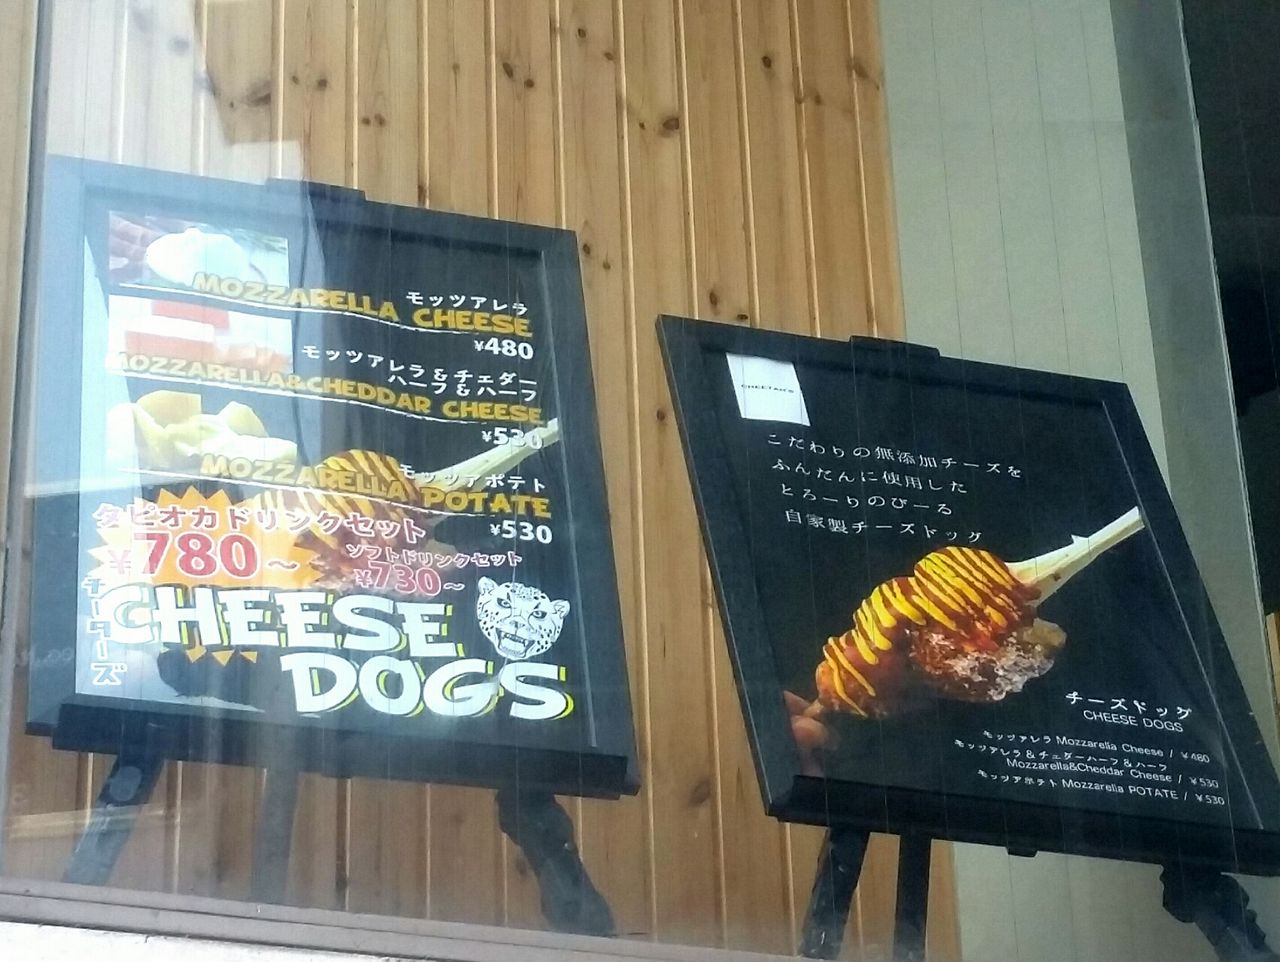 モッツアレラ
MOZZARELLA CHEESE
¥480
モッツアレラ&チェダー
ハーフ&ハーフ
MOZZARELLA&CHEDDAR CHEESE
¥530
モッツアポテト
MOZZARELLA POTATE
¥530
タピオカドリンクセット
¥780~
ソフトドリンクセット
¥730~
チーターズ
CHEESE
DOGS
CHEETAH'S
こだわりの無添加チーズを
ふんだんに使用した
とろーりのびーる
自家製チーズドッグ
チーズドッグ
CHEESE DOGS
モッツアレラ Mozzarella Cheese / ¥480
モッツアレラ&チェダーハーフ&ハーフ
Mozzarella&Cheddar Cheese / ¥530
モッツアポテト Mozzarella POTATE / ¥530